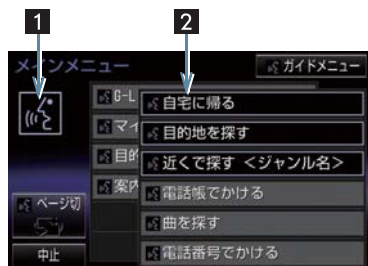 1
2
メインメニュー
ガイドメニュー
G-L
自宅に帰る
マイ
目的地を探す
目的
近くで探す <ジャンル名>
案内
電話帳でかける
ページ切
曲を探す
中止
電話番号でかける